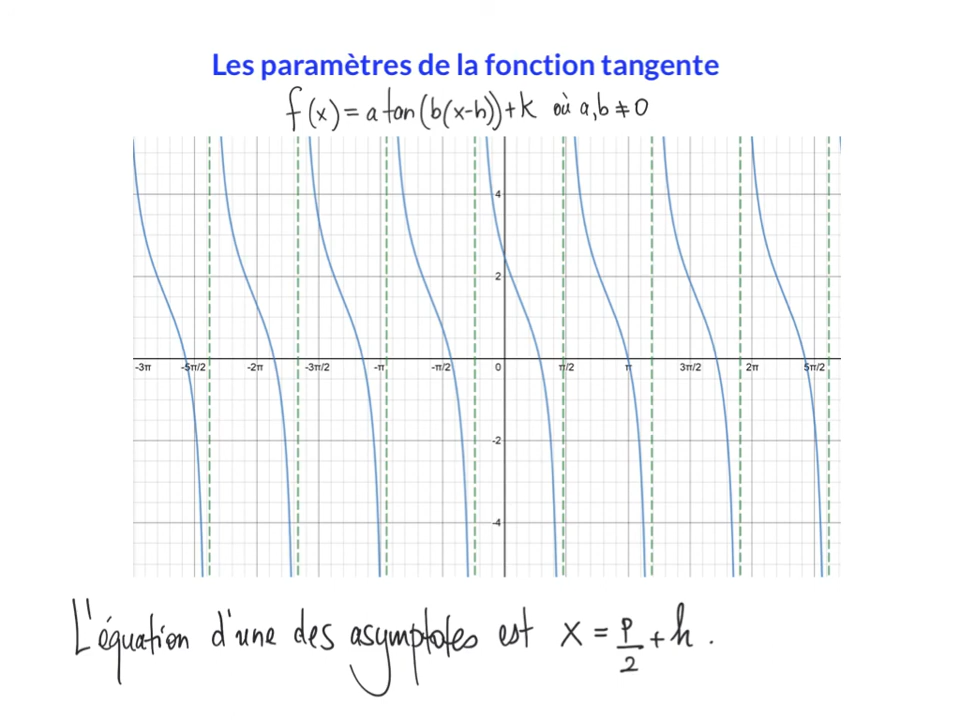 Les paramètres de la fonction tangente
f(x) = a tan(b(x-h))+k où a,b ≠ 0
4
2
-3π -5π/2 -2π -3π/2 -π -π/2 0 π/2 π 3π/2 2π 5π/2
-2
-4
L'équation d'une des asymptotes est x = P/2 + h.